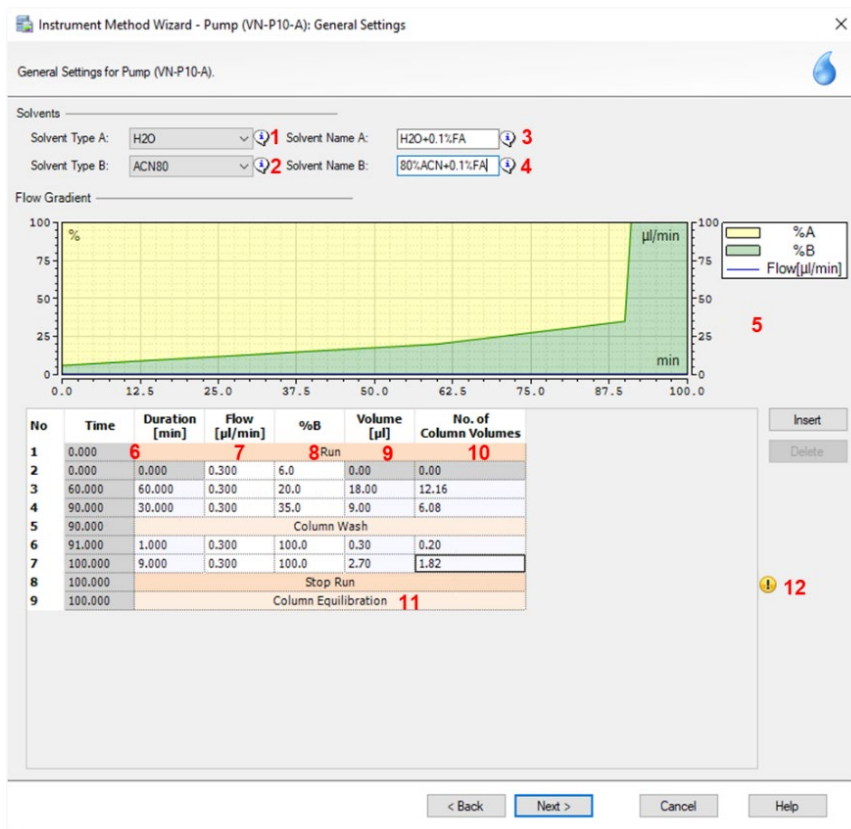 Instrument Method Wizard - Pump (VN-P10-A): General Settings
General Settings for Pump (VN-P10-A).
Solvents
Solvent Type A: H2O 1 Solvent Name A: H2O+0.1%FA 3
Solvent Type B: ACN80 2 Solvent Name B: 80%ACN+0.1%FA 4
Flow Gradient
100 % µl/min 100 %A
75 75 %B
Flow[µl/min]
50 50
5
25 25
0 min 0
0.0 12.5 25.0 37.5 50.0 62.5 75.0 87.5 100.0
No Time Duration [min] Flow [µl/min] %B Volume [µl] No. of Column Volumes Insert
1 0.000 6 7 8 Run 9 10 Delete
2 0.000 0.000 0.300 6.0 0.00 0.00
3 60.000 60.000 0.300 20.0 18.00 12.16
4 90.000 30.000 0.300 35.0 9.00 6.08
5 90.000 Column Wash
6 91.000 1.000 0.300 100.0 0.30 0.20
7 100.000 9.000 0.300 100.0 2.70 1.82
8 100.000 Stop Run 12
9 100.000 Column Equilibration 11
< Back Next > Cancel Help